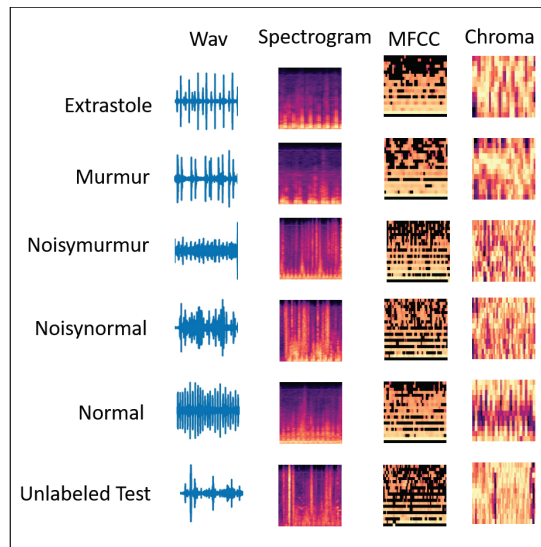 Wav Spectrogram MFCC Chroma
Extrastole
Murmur
Noisymurmur
Noisynormal
Normal
Unlabeled Test